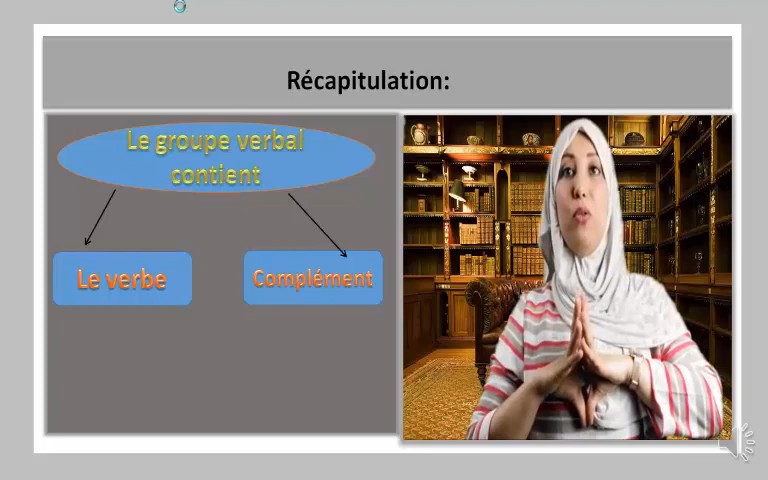 Récapitulation:
Le groupe verbal
contient
Le verbe
Complément